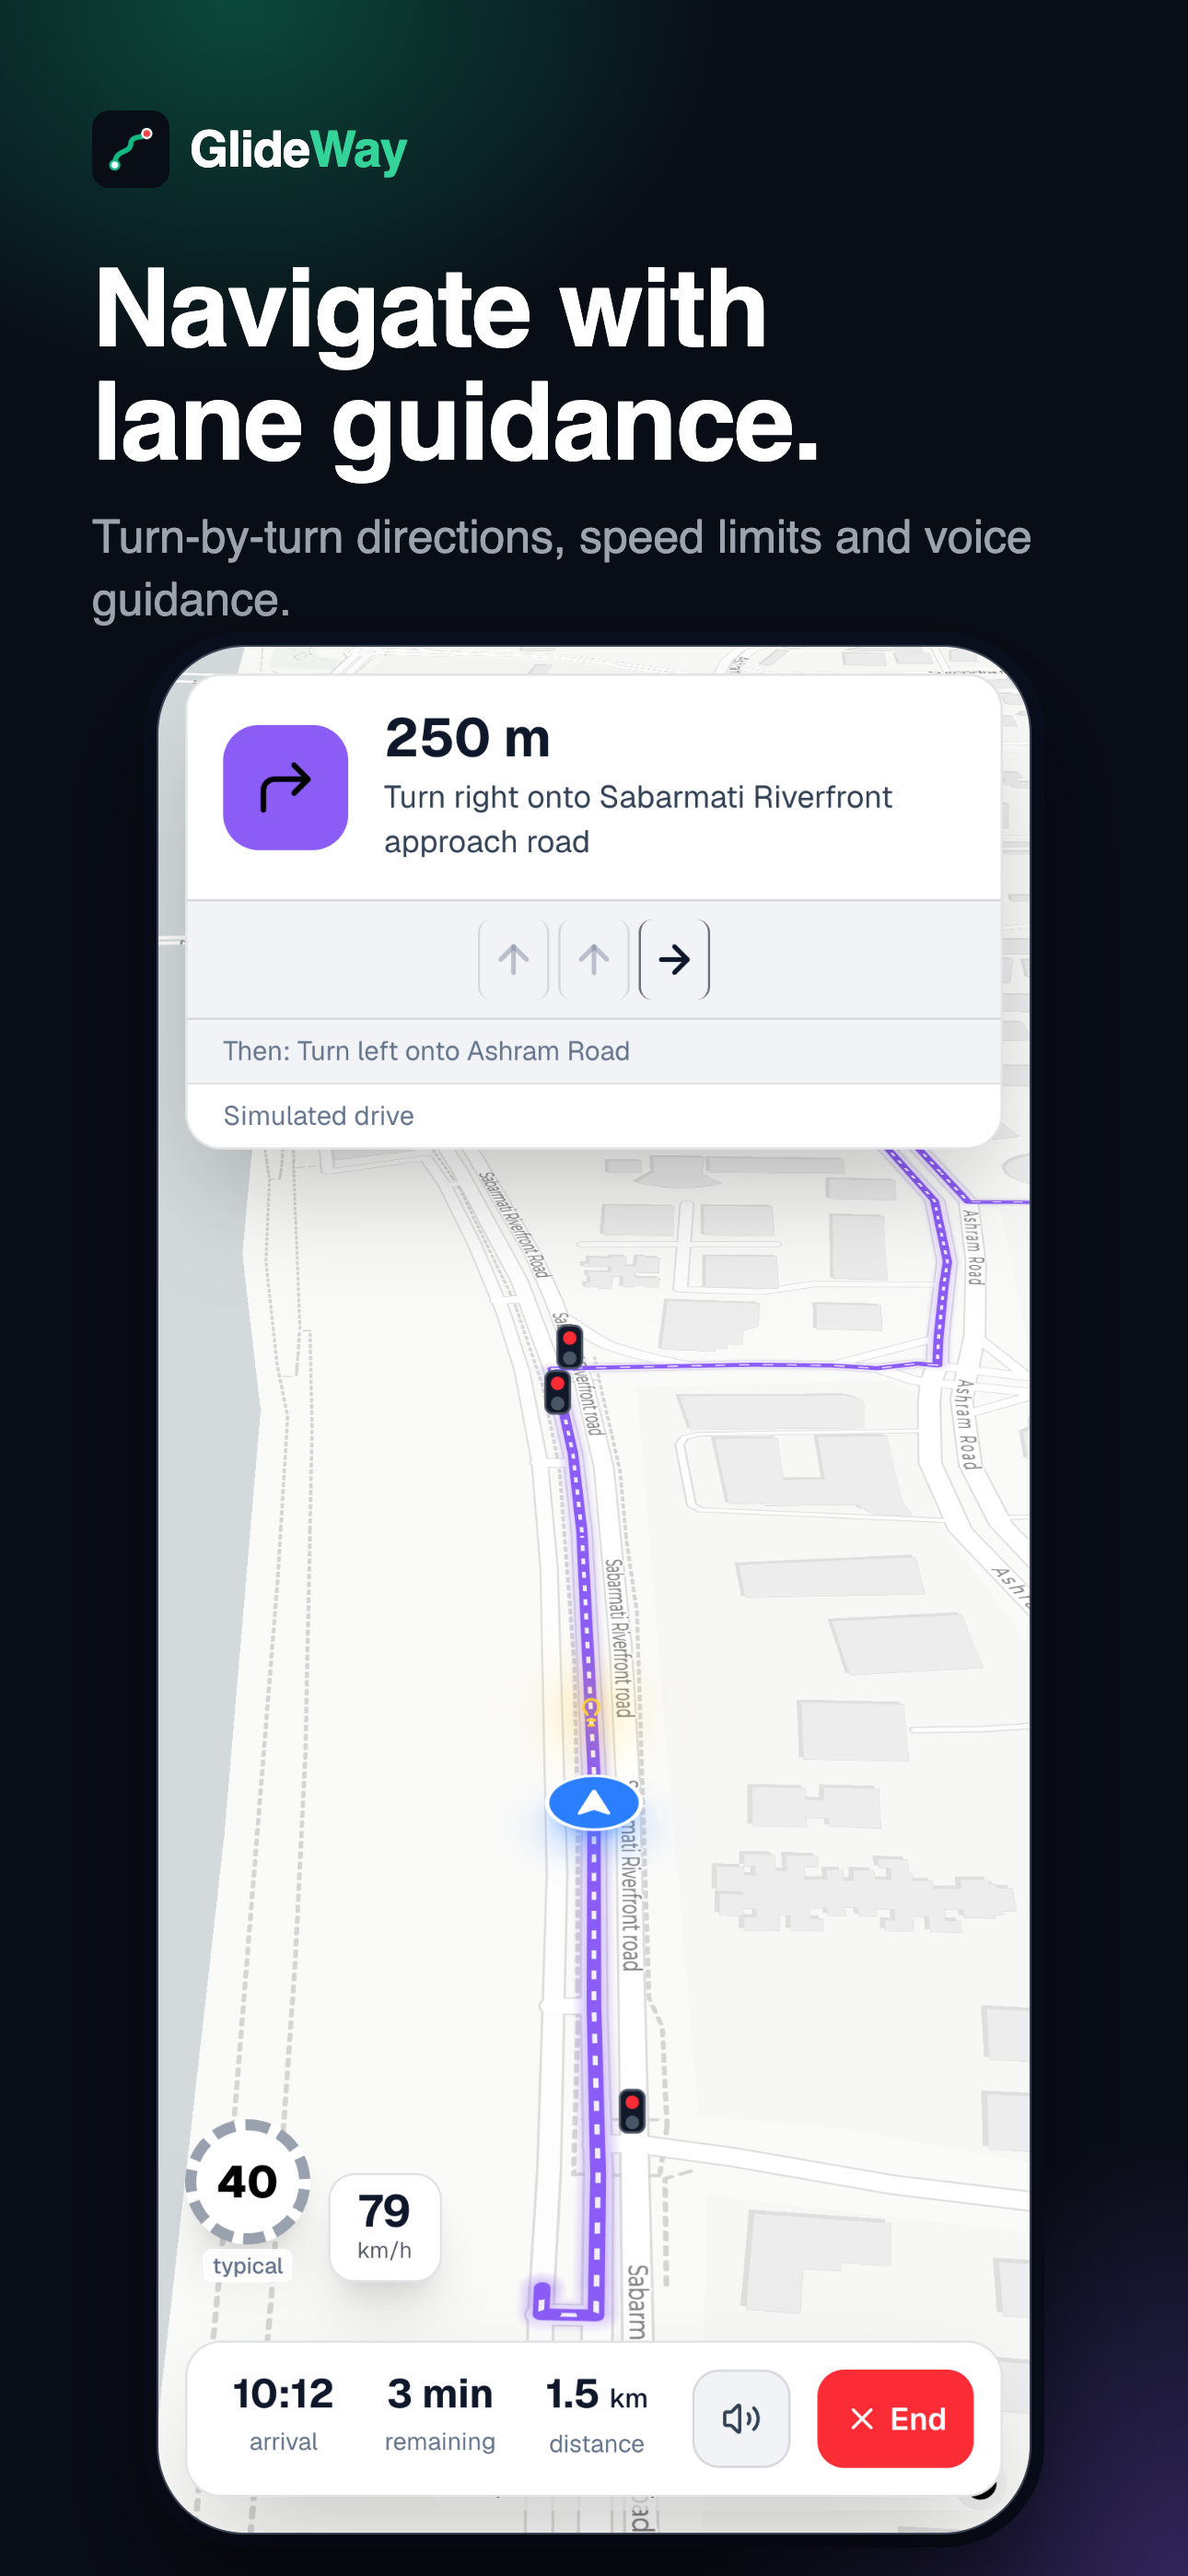 GlideWay
Navigate with
lane guidance.
Turn-by-turn directions, speed limits and voice
guidance.
250 m
Turn right onto Sabarmati Riverfront
approach road
Then: Turn left onto Ashram Road
Simulated drive
Sabarmati Riverfront Road
Ashram Road
Ashram Road
Sabarmati Riverfront road
40
typical
79
km/h
10:12
arrival
3 min
remaining
1.5 km
distance
End